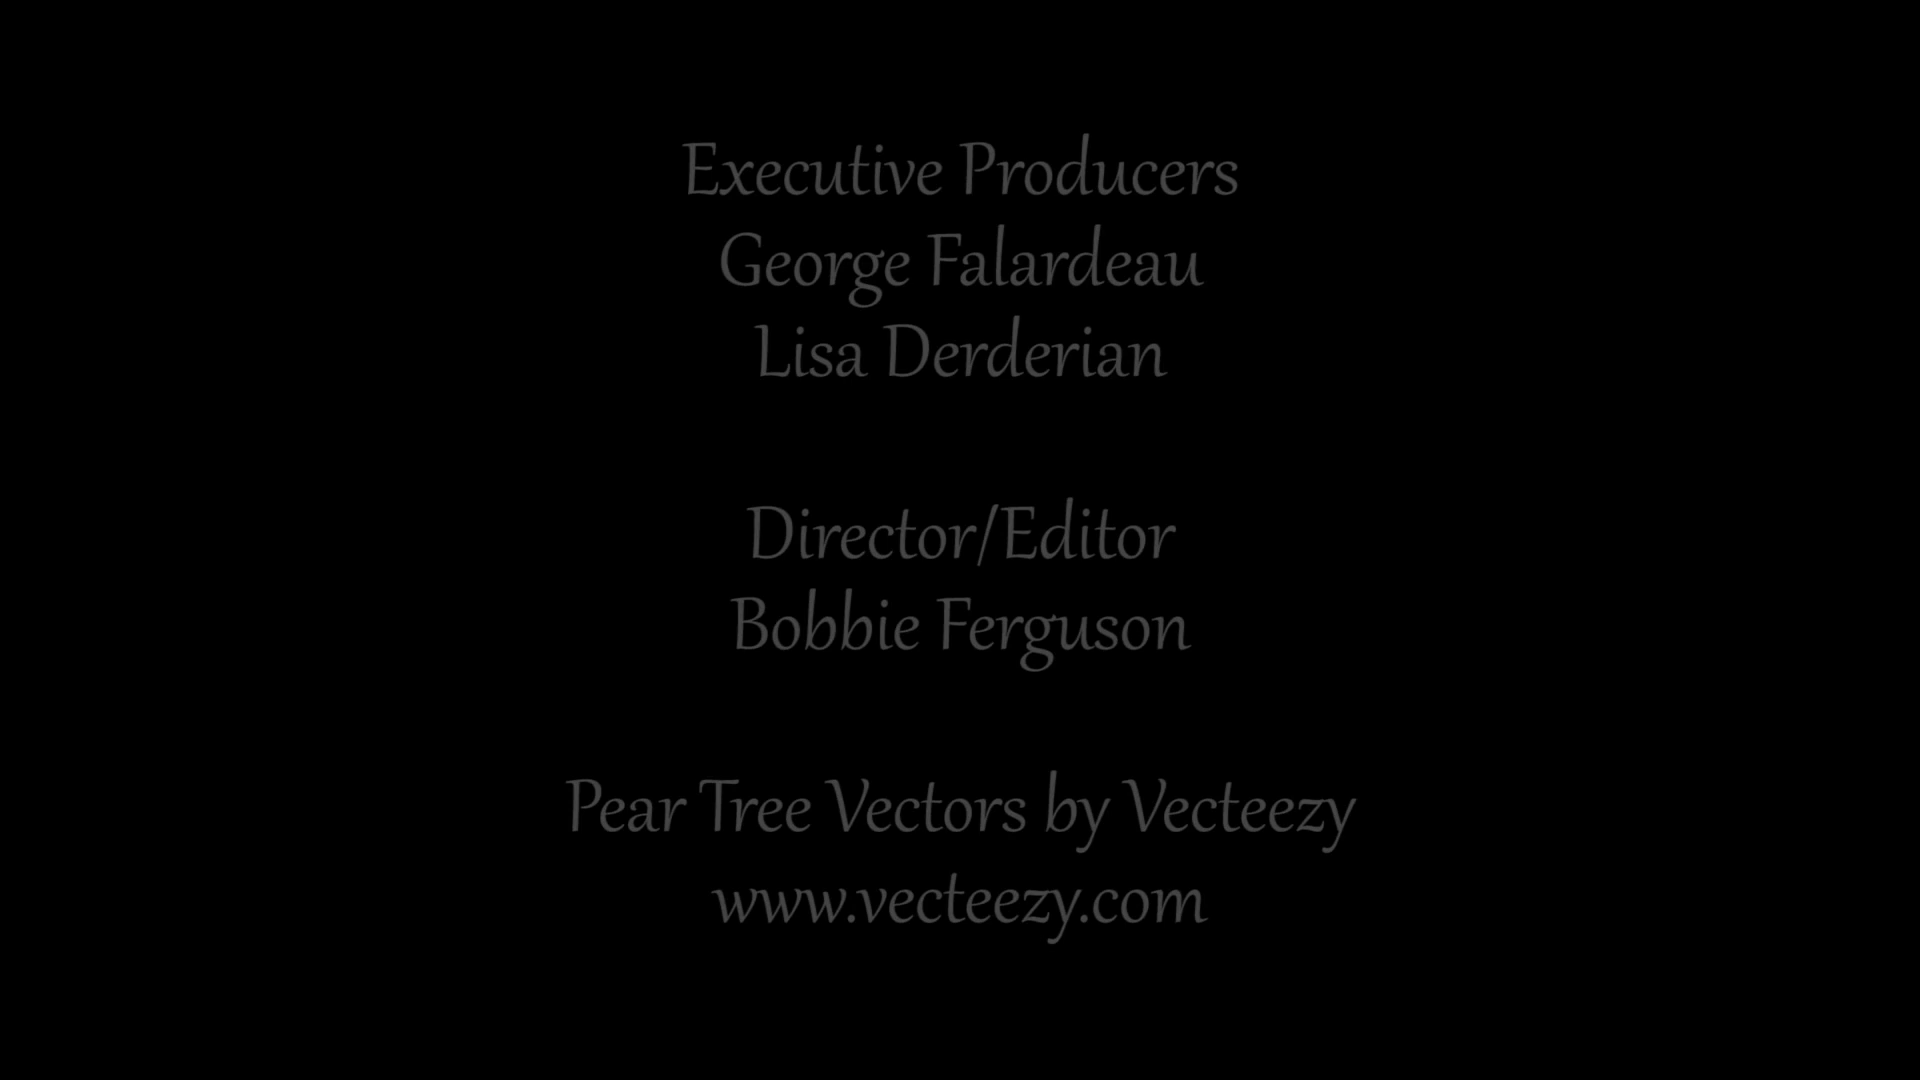 Executive Producers
George Falardeau
Lisa Derderian
Director/Editor
Bobbie Ferguson
Pear Tree Vectors by Vecteezy
www.vecteezy.com